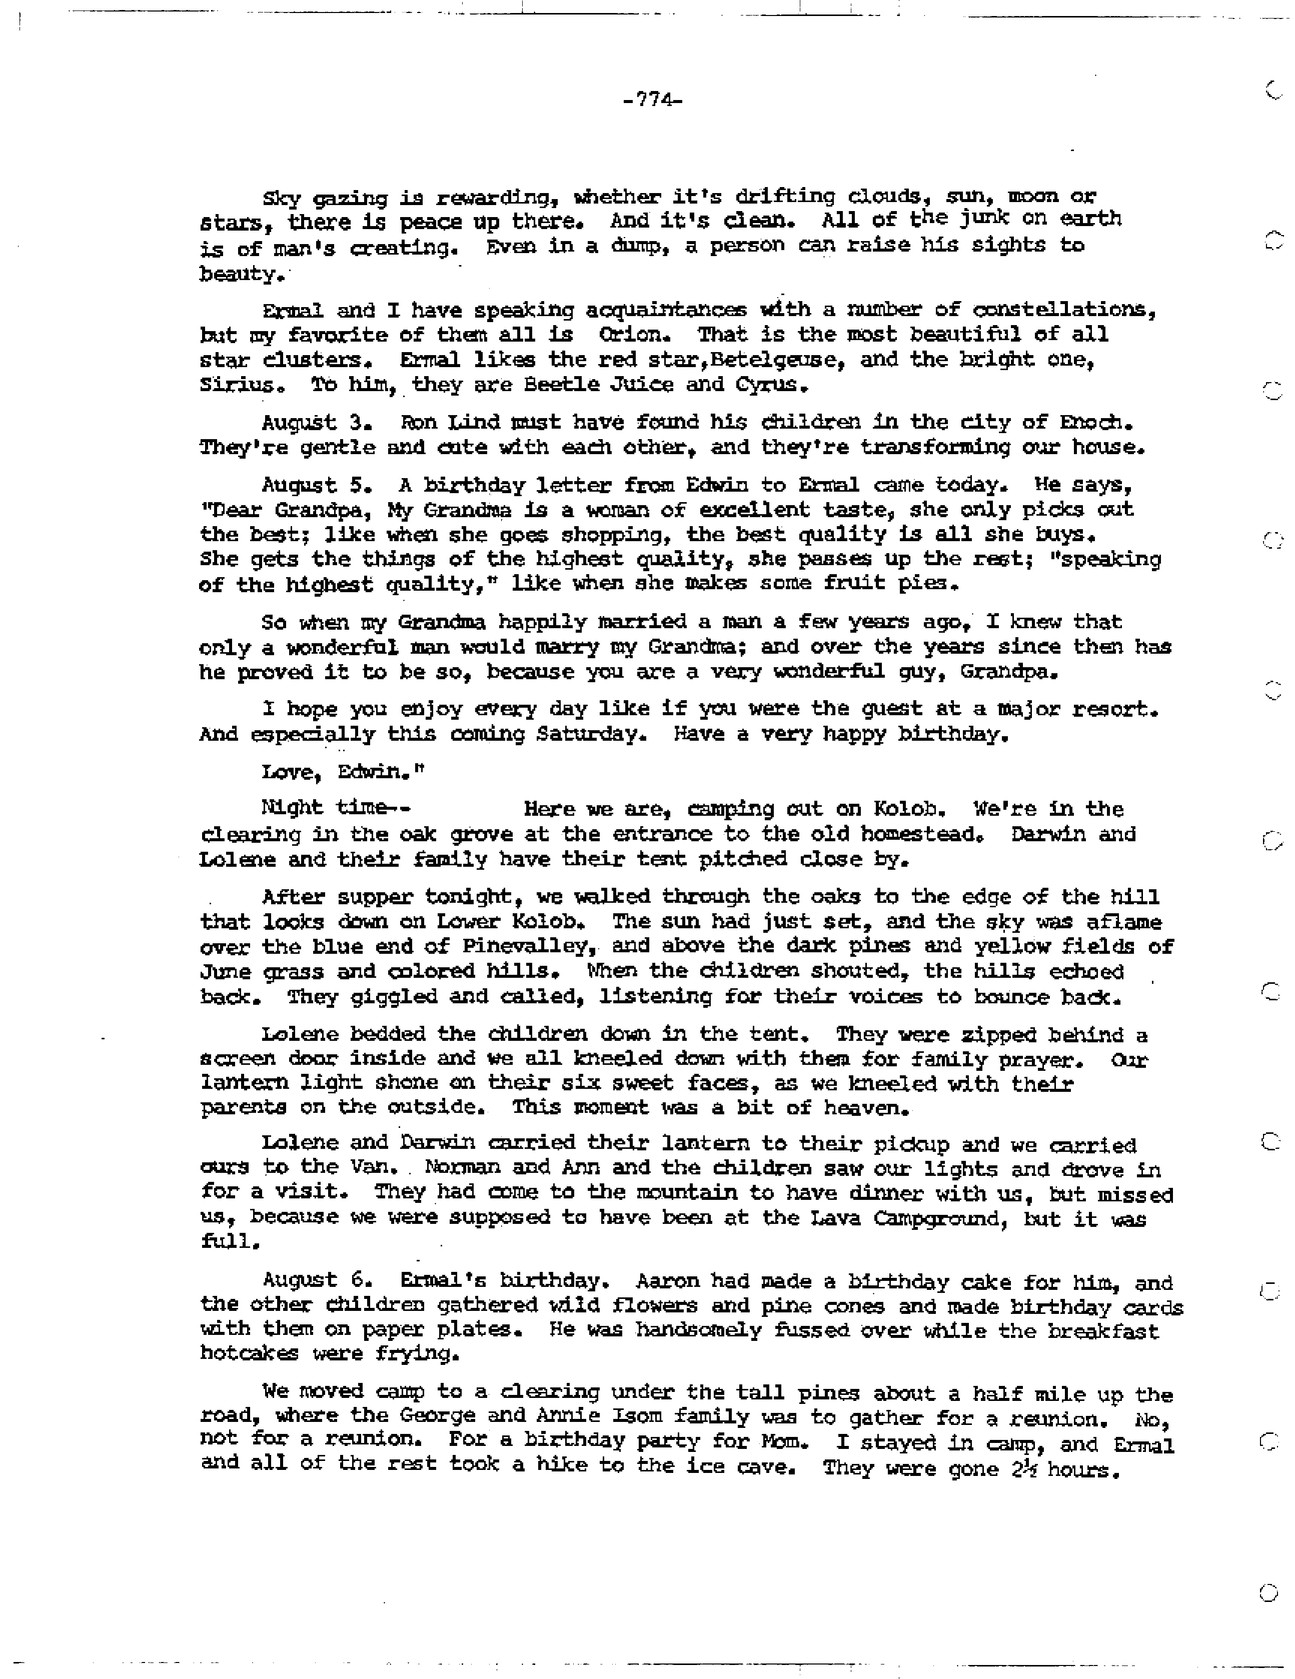 -774-
Sky gazing is rewarding, whether it's drifting clouds, sun, moon or
stars, there is peace up there. And it's clean. All of the junk on earth
is of man's creating. Even in a dump, a person can raise his sights to
beauty.
Ermal and I have speaking acquaintances with a number of constellations,
but my favorite of them all is Orion. That is the most beautiful of all
star clusters. Ermal likes the red star,Betelgeuse, and the bright one,
Sirius. To him, they are Beetle Juice and Cyrus.
August 3. Ron Lind must have found his children in the city of Enoch.
They're gentle and cute with each other, and they're transforming our house.
August 5. A birthday letter from Edwin to Ermal came today. He says,
"Dear Grandpa, My Grandma is a woman of excellent taste, she only picks out
the best; like when she goes shopping, the best quality is all she buys.
She gets the things of the highest quality, she passes up the rest; "speaking
of the highest quality," like when she makes some fruit pies.
So when my Grandma happily married a man a few years ago, I knew that
only a wonderful man would marry my Grandma; and over the years since then has
he proved it to be so, because you are a very wonderful guy, Grandpa.
I hope you enjoy every day like if you were the guest at a major resort.
And especially this coming Saturday. Have a very happy birthday.
Love, Edwin."
Night time-- Here we are, camping out on Kolob. We're in the
clearing in the oak grove at the entrance to the old homestead. Darwin and
Lolene and their family have their tent pitched close by.
After supper tonight, we walked through the oaks to the edge of the hill
that looks down on Lower Kolob. The sun had just set, and the sky was aflame
over the blue end of Pinevalley, and above the dark pines and yellow fields of
June grass and colored hills. When the children shouted, the hills echoed
back. They giggled and called, listening for their voices to bounce back.
Lolene bedded the children down in the tent. They were zipped behind a
screen door inside and we all kneeled down with them for family prayer. Our
lantern light shone on their six sweet faces, as we kneeled with their
parents on the outside. This moment was a bit of heaven.
Lolene and Darwin carried their lantern to their pickup and we carried
ours to the Van. Norman and Ann and the children saw our lights and drove in
for a visit. They had come to the mountain to have dinner with us, but missed
us, because we were supposed to have been at the Lava Campground, but it was
full.
August 6. Ermal's birthday. Aaron had made a birthday cake for him, and
the other children gathered wild flowers and pine cones and made birthday cards
with them on paper plates. He was handsomely fussed over while the breakfast
hotcakes were frying.
We moved camp to a clearing under the tall pines about a half mile up the
road, where the George and Annie Isom family was to gather for a reunion. No,
not for a reunion. For a birthday party for Mom. I stayed in camp, and Ermal
and all of the rest took a hike to the ice cave. They were gone 2½ hours.